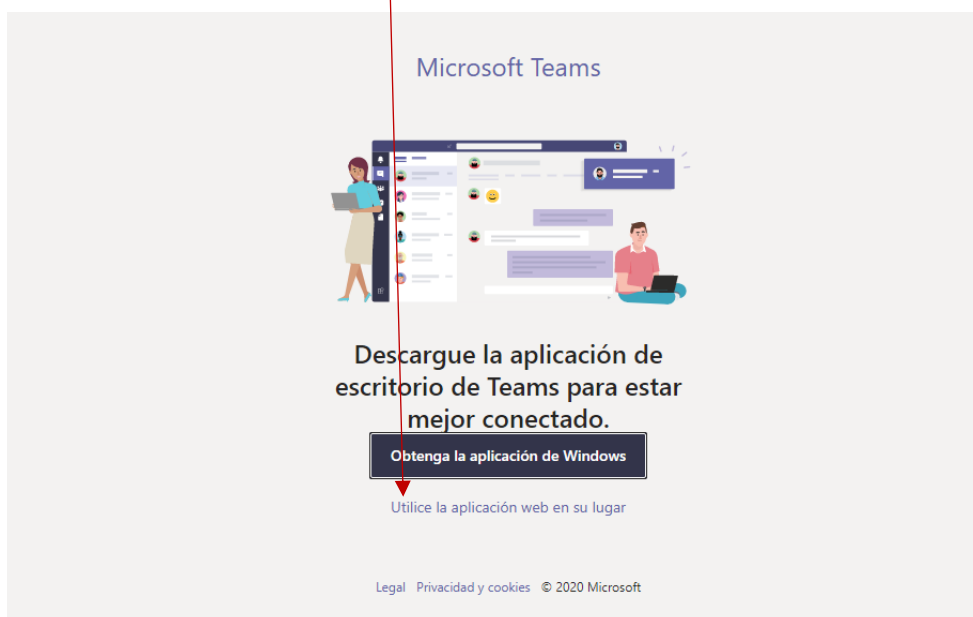 Microsoft Teams
Descargue la aplicación de
escritorio de Teams para estar
mejor conectado.
Obtenga la aplicación de Windows
Utilice la aplicación web en su lugar
Legal Privacidad y cookies © 2020 Microsoft